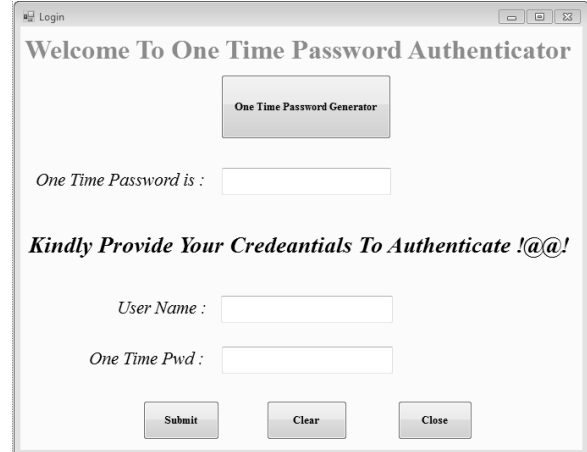 Login
Welcome To One Time Password Authenticator
One Time Password Generator
One Time Password is :
Kindly Provide Your Credeantials To Authenticate !@@!
User Name :
One Time Pwd :
Submit Clear Close